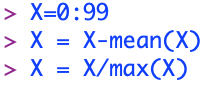 > X=0:99
> X = X-mean(X)
> X = X/max(X)